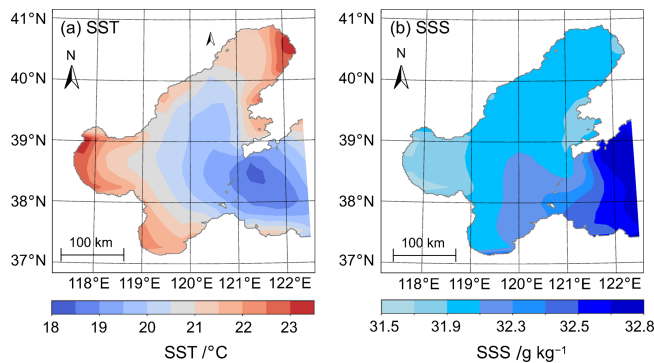 (a) SST
(b) SSS
N
N
41°N
40°N
39°N
38°N
37°N
41°N
40°N
39°N
38°N
37°N
100 km
100 km
118°E 119°E 120°E 121°E 122°E
118°E 119°E 120°E 121°E 122°E
18 19 20 21 22 23
31.5 31.9 32.3 32.5 32.8
SST /°C
SSS /g kg⁻¹